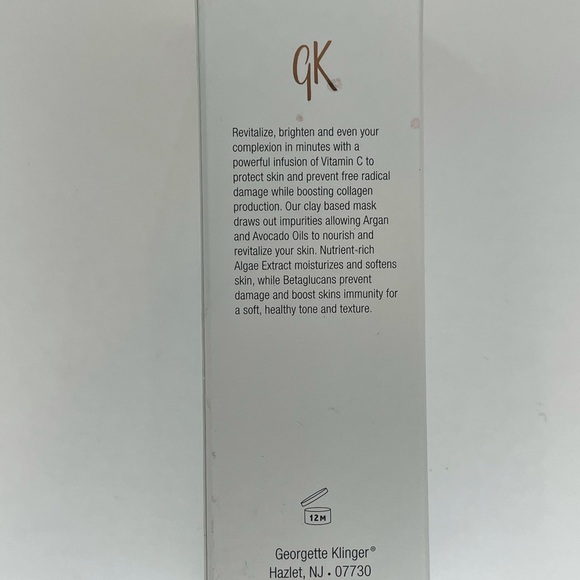 GK
Revitalize, brighten and even your
complexion in minutes with a
powerful infusion of Vitamin C to
protect skin and prevent free radical
damage while boosting collagen
production. Our clay based mask
draws out impurities allowing Argan
and Avocado Oils to nourish and
revitalize your skin. Nutrient-rich
Algae Extract moisturizes and softens
skin, while Betaglucans prevent
damage and boost skins immunity for
a soft, healthy tone and texture.
12M
Georgette Klinger®
Hazlet, NJ • 07730